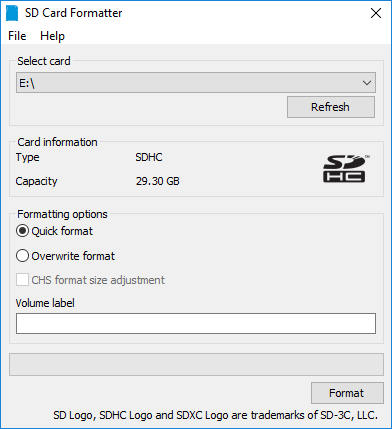 SD Card Formatter
File Help
Select card
E:\
Refresh
Card information
Type SDHC
SD
HC
™
Capacity 29.30 GB
Formatting options
Quick format
Overwrite format
CHS format size adjustment
Volume label
Format
SD Logo, SDHC Logo and SDXC Logo are trademarks of SD-3C, LLC.